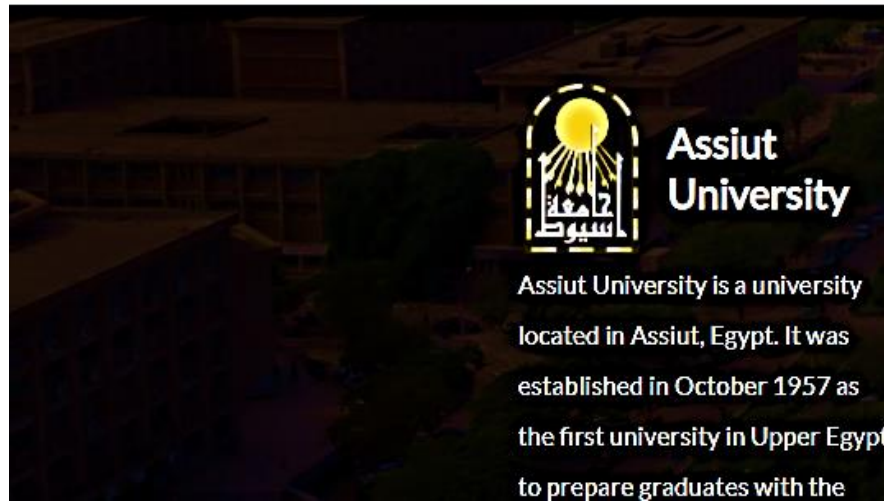 Assiut
University
جامعة
اسيوط
Assiut University is a university
located in Assiut, Egypt. It was
established in October 1957 as
the first university in Upper Egypt
to prepare graduates with the